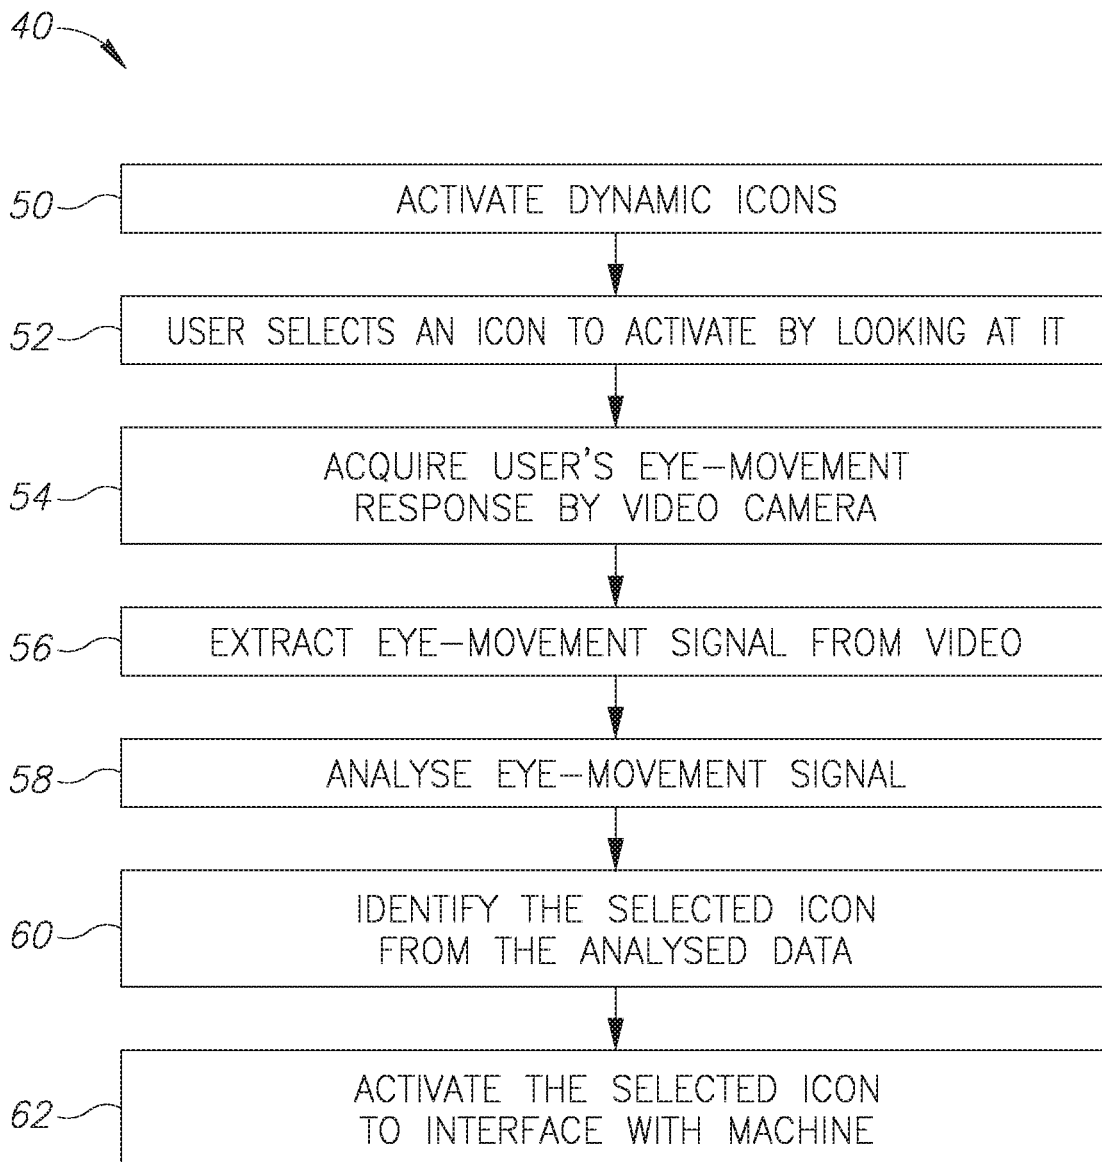 40
50 ACTIVATE DYNAMIC ICONS
52 USER SELECTS AN ICON TO ACTIVATE BY LOOKING AT IT
ACQUIRE USER'S EYE-MOVEMENT
54 RESPONSE BY VIDEO CAMERA
56 EXTRACT EYE-MOVEMENT SIGNAL FROM VIDEO
58 ANALYSE EYE-MOVEMENT SIGNAL
IDENTIFY THE SELECTED ICON
60 FROM THE ANALYSED DATA
ACTIVATE THE SELECTED ICON
62 TO INTERFACE WITH MACHINE